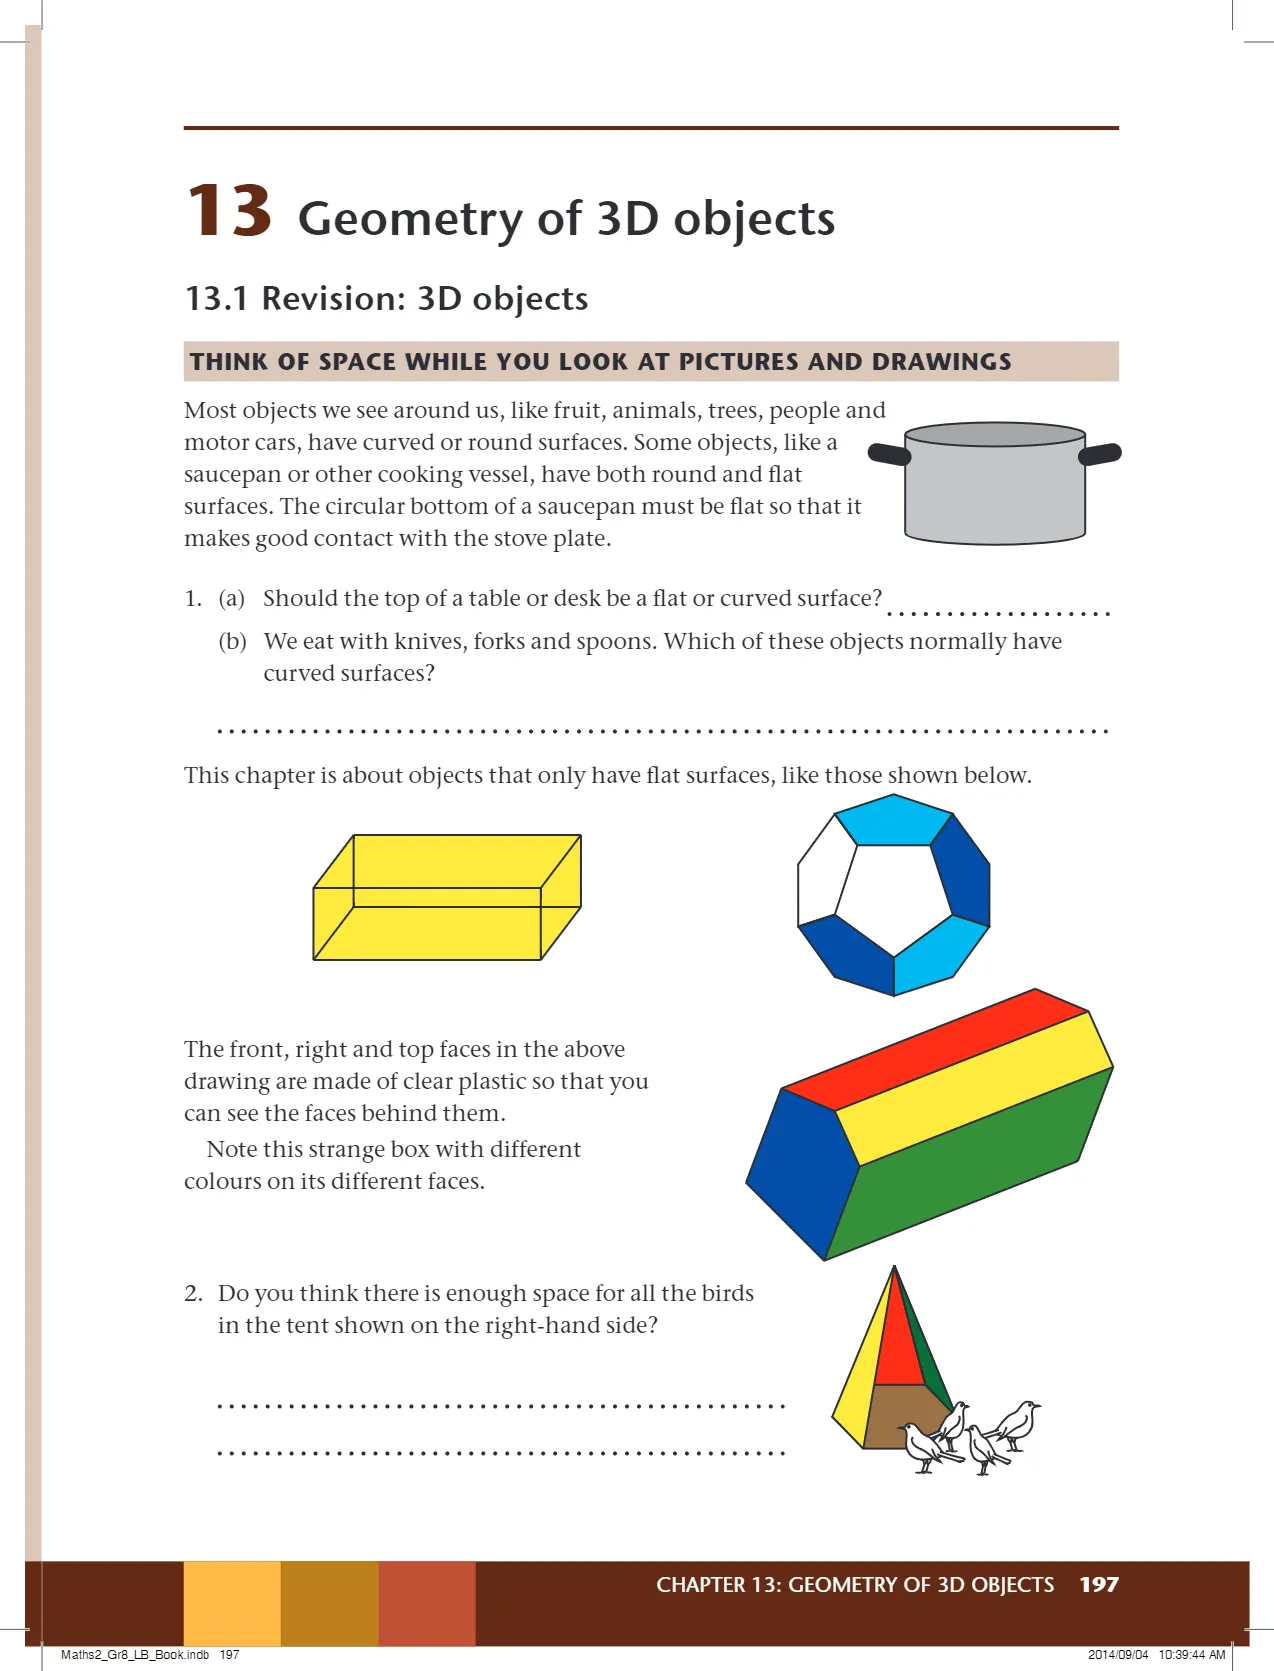 13 Geometry of 3D objects
13.1 Revision: 3D objects
THINK OF SPACE WHILE YOU LOOK AT PICTURES AND DRAWINGS
Most objects we see around us, like fruit, animals, trees, people and
motor cars, have curved or round surfaces. Some objects, like a
saucepan or other cooking vessel, have both round and flat
surfaces. The circular bottom of a saucepan must be flat so that it
makes good contact with the stove plate.
1. (a) Should the top of a table or desk be a flat or curved surface?
(b) We eat with knives, forks and spoons. Which of these objects normally have
curved surfaces?
This chapter is about objects that only have flat surfaces, like those shown below.
The front, right and top faces in the above
drawing are made of clear plastic so that you
can see the faces behind them.
Note this strange box with different
colours on its different faces.
2. Do you think there is enough space for all the birds
in the tent shown on the right-hand side?
CHAPTER 13: GEOMETRY OF 3D OBJECTS 197
Maths2_Gr8_LB_Book.indb 197
2014/09/04 10:39:44 AM